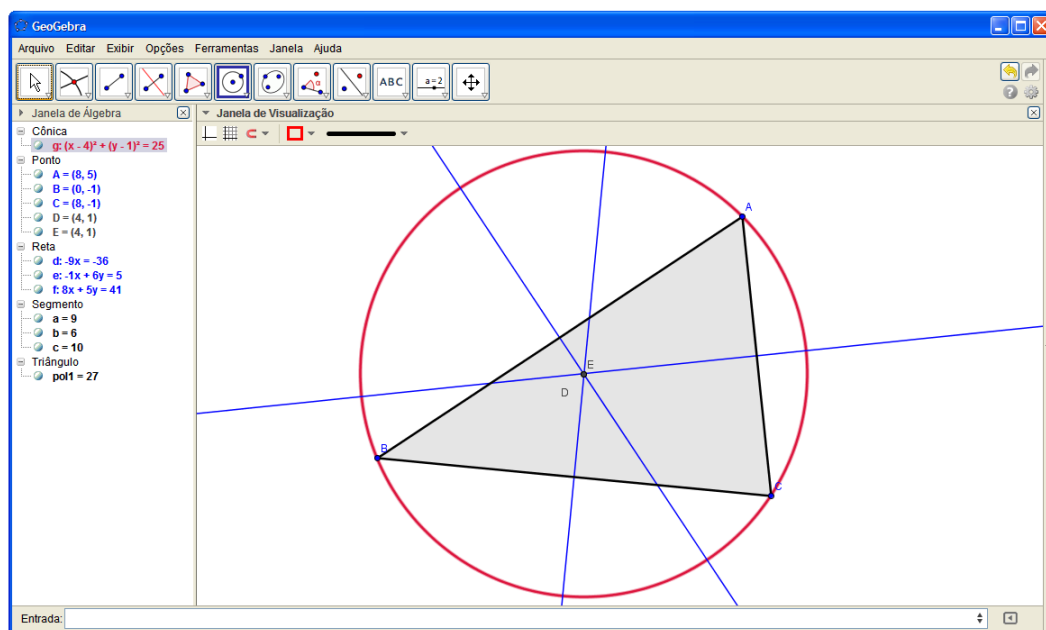 GeoGebra
Arquivo Editar Exibir Opções Ferramentas Janela Ajuda
ABC
a=2
Janela de Álgebra
Janela de Visualização
Cônica
g: (x - 4)² + (y - 1)² = 25
Ponto
A = (8, 5)
B = (0, -1)
C = (8, -1)
D = (4, 1)
E = (4, 1)
Reta
d: -9x = -36
e: -1x + 6y = 5
f: 8x + 5y = 41
Segmento
a = 9
b = 6
c = 10
Triângulo
pol1 = 27
A
E
D
B
C
Entrada: